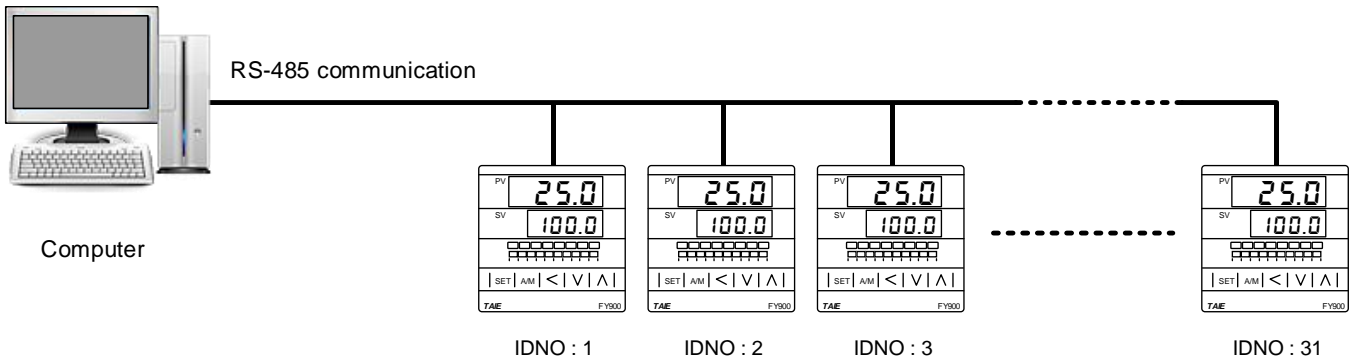 RS-485 communication
Computer
PV 25.0
SV 100.0
SET A/M < V Λ
TAIE FY900
IDNO : 1
PV 25.0
SV 100.0
SET A/M < V Λ
TAIE FY900
IDNO : 2
PV 25.0
SV 100.0
SET A/M < V Λ
TAIE FY900
IDNO : 3
PV 25.0
SV 100.0
SET A/M < V Λ
TAIE FY900
IDNO : 31